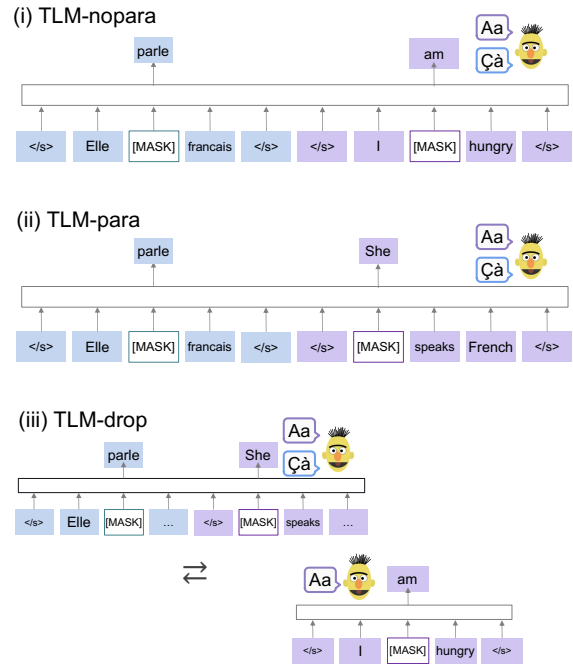 (i) TLM-nopara
Aa
parle am
Çà
</s> Elle [MASK] francais </s> </s> I [MASK] hungry </s>
(ii) TLM-para
Aa
parle She
Çà
</s> Elle [MASK] francais </s> </s> [MASK] speaks French </s>
(iii) TLM-drop
Aa
parle She
Çà
</s> Elle [MASK] ... </s> [MASK] speaks ...
Aa am
</s> I [MASK] hungry </s>